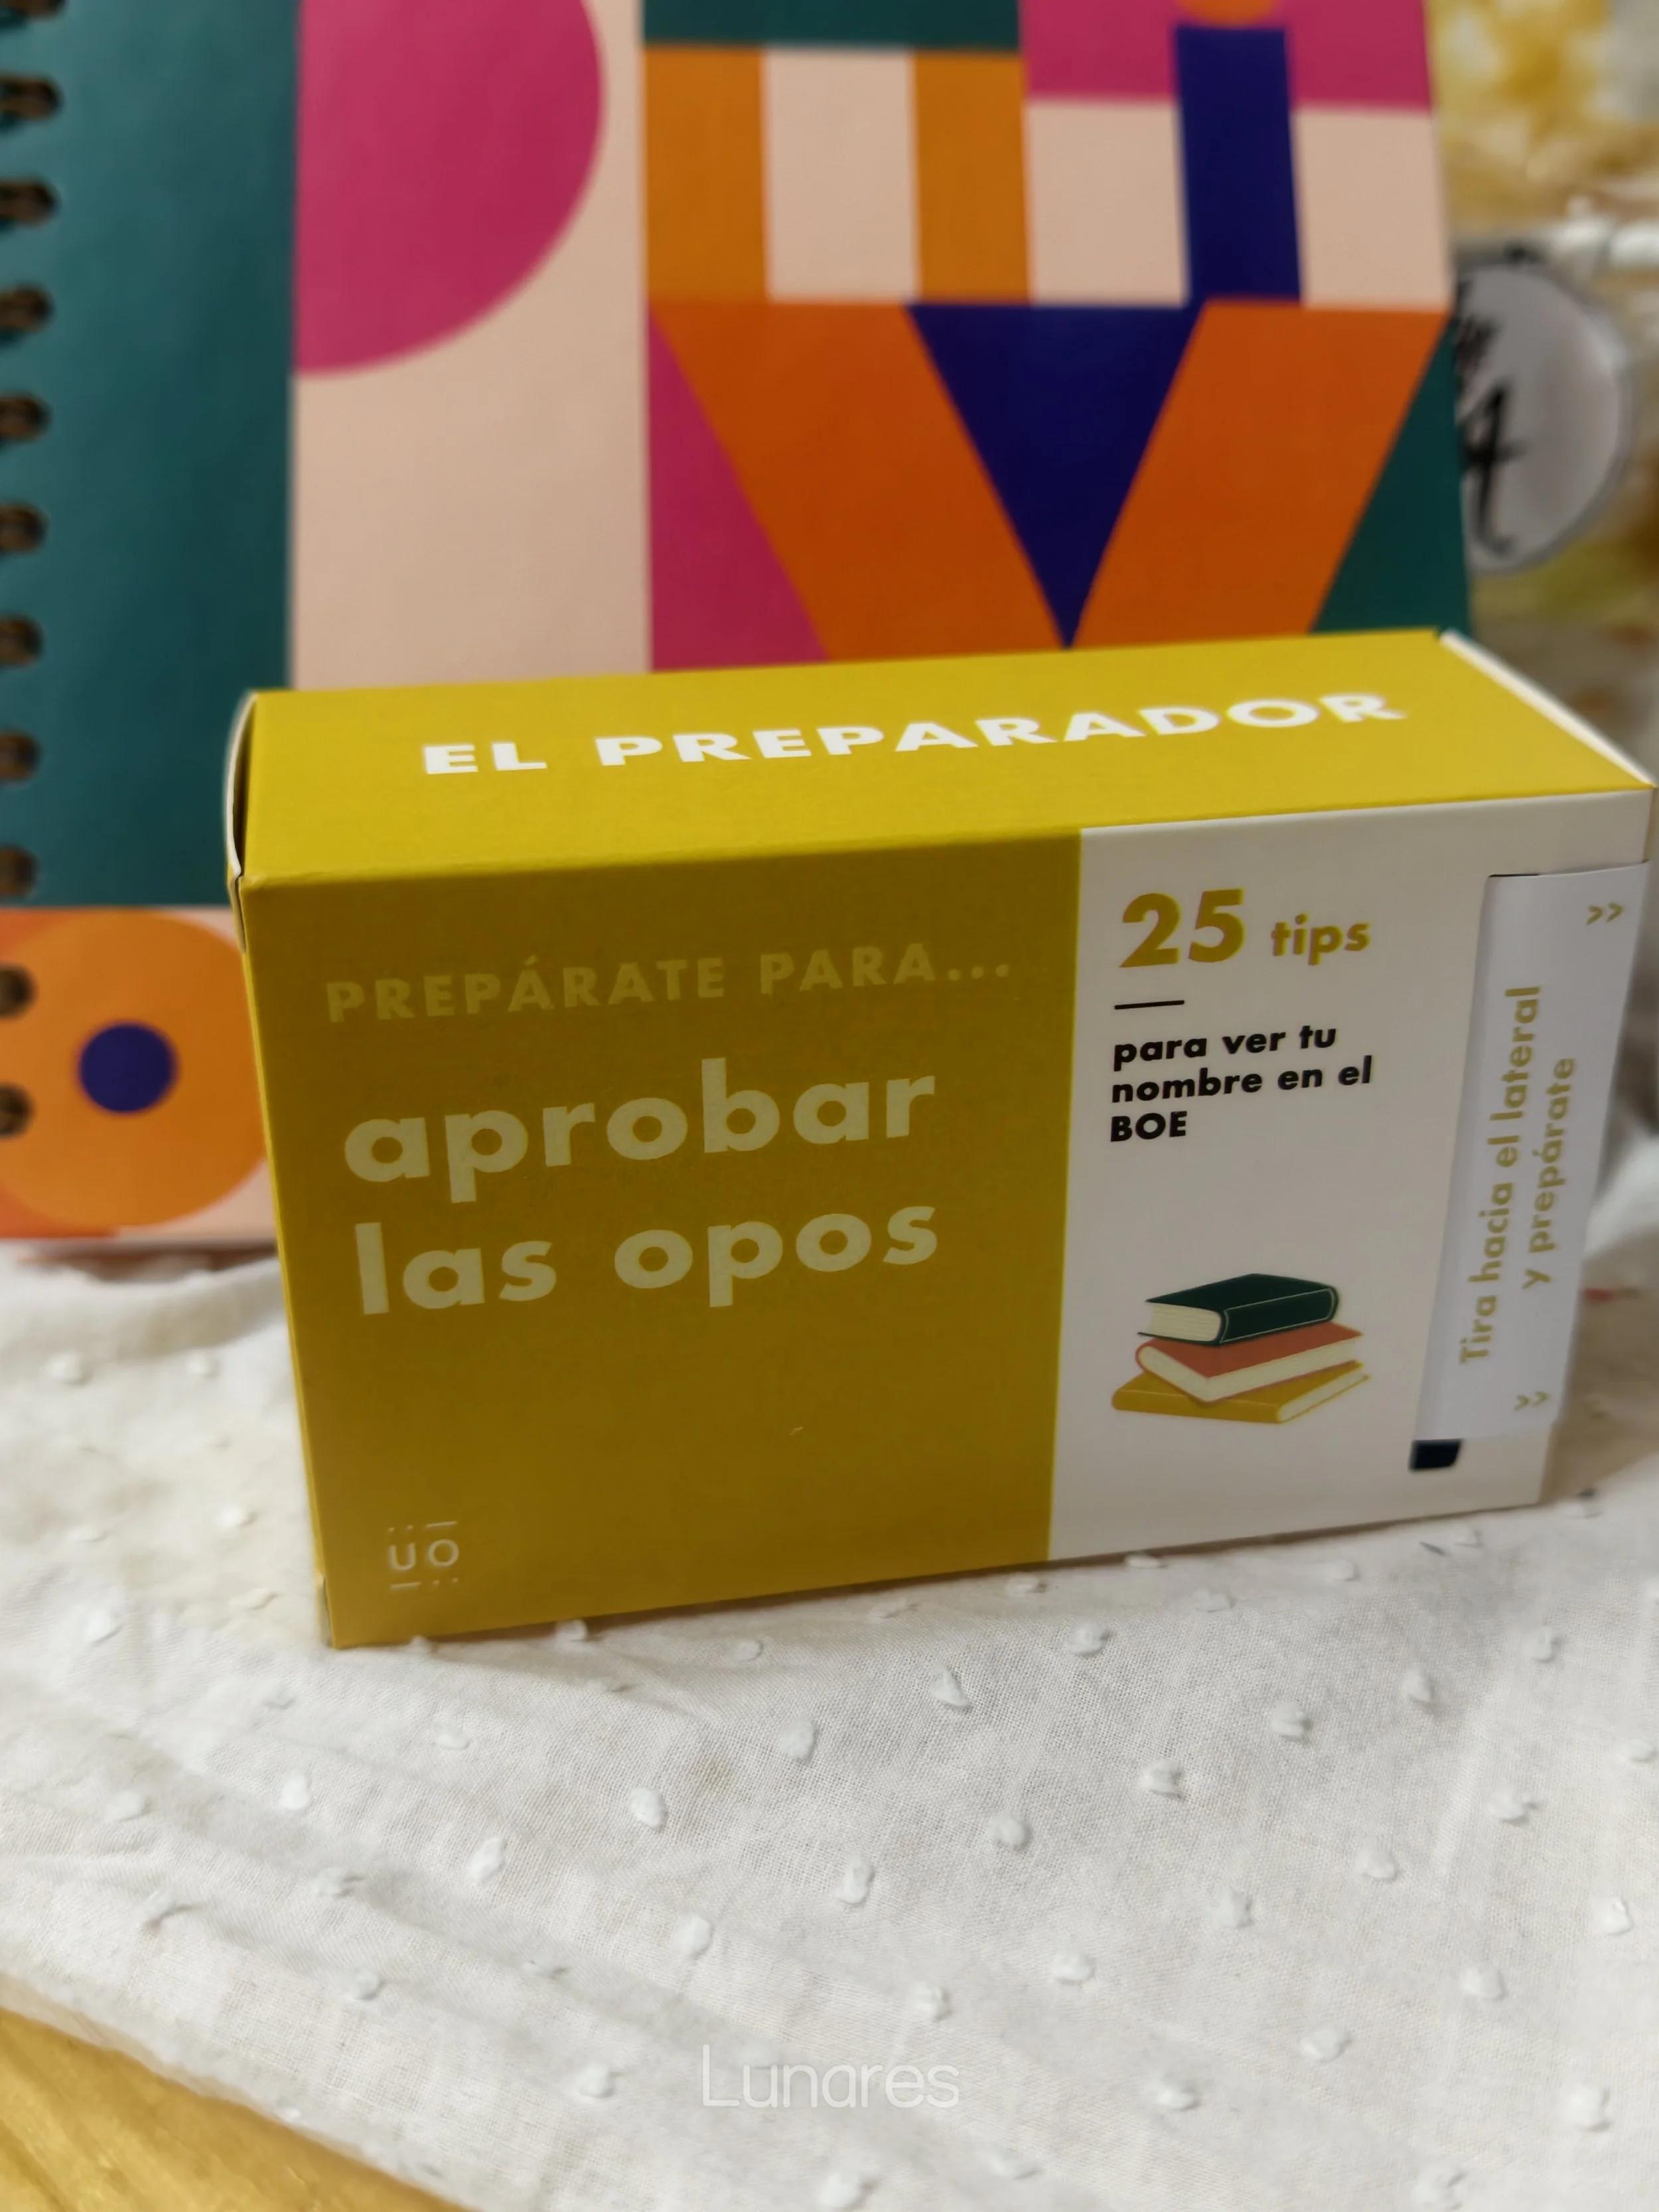 EL PREPARADOR
PREPÁRATE PARA...
aprobar
las opos
UO
25 tips
para ver tu
nombre en el
BOE
>>
Tira hacia el lateral
y prepárate
>>
Lunares